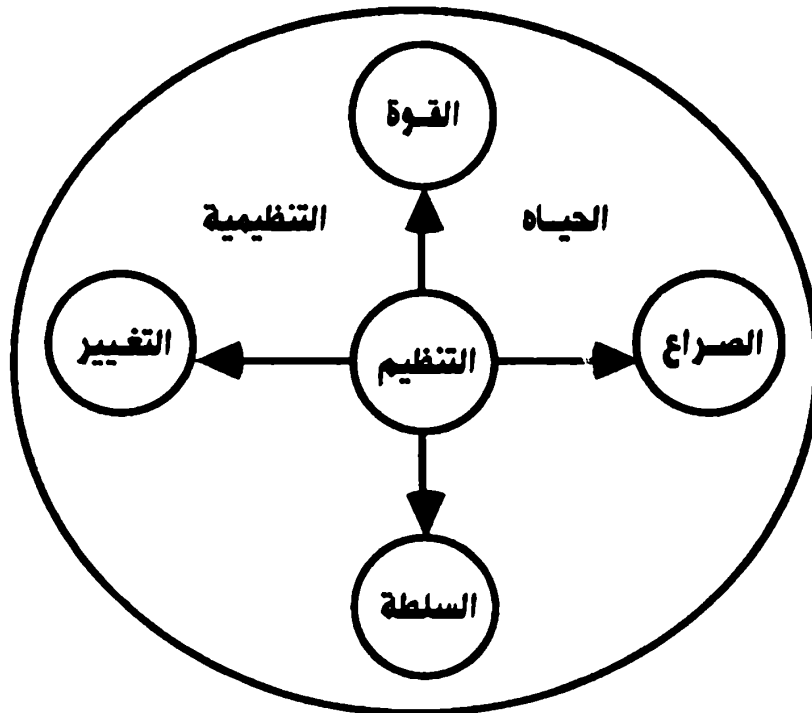 القوة
الحياه التنظيمية
الصراع
التنظيم
التغيير
السلطة